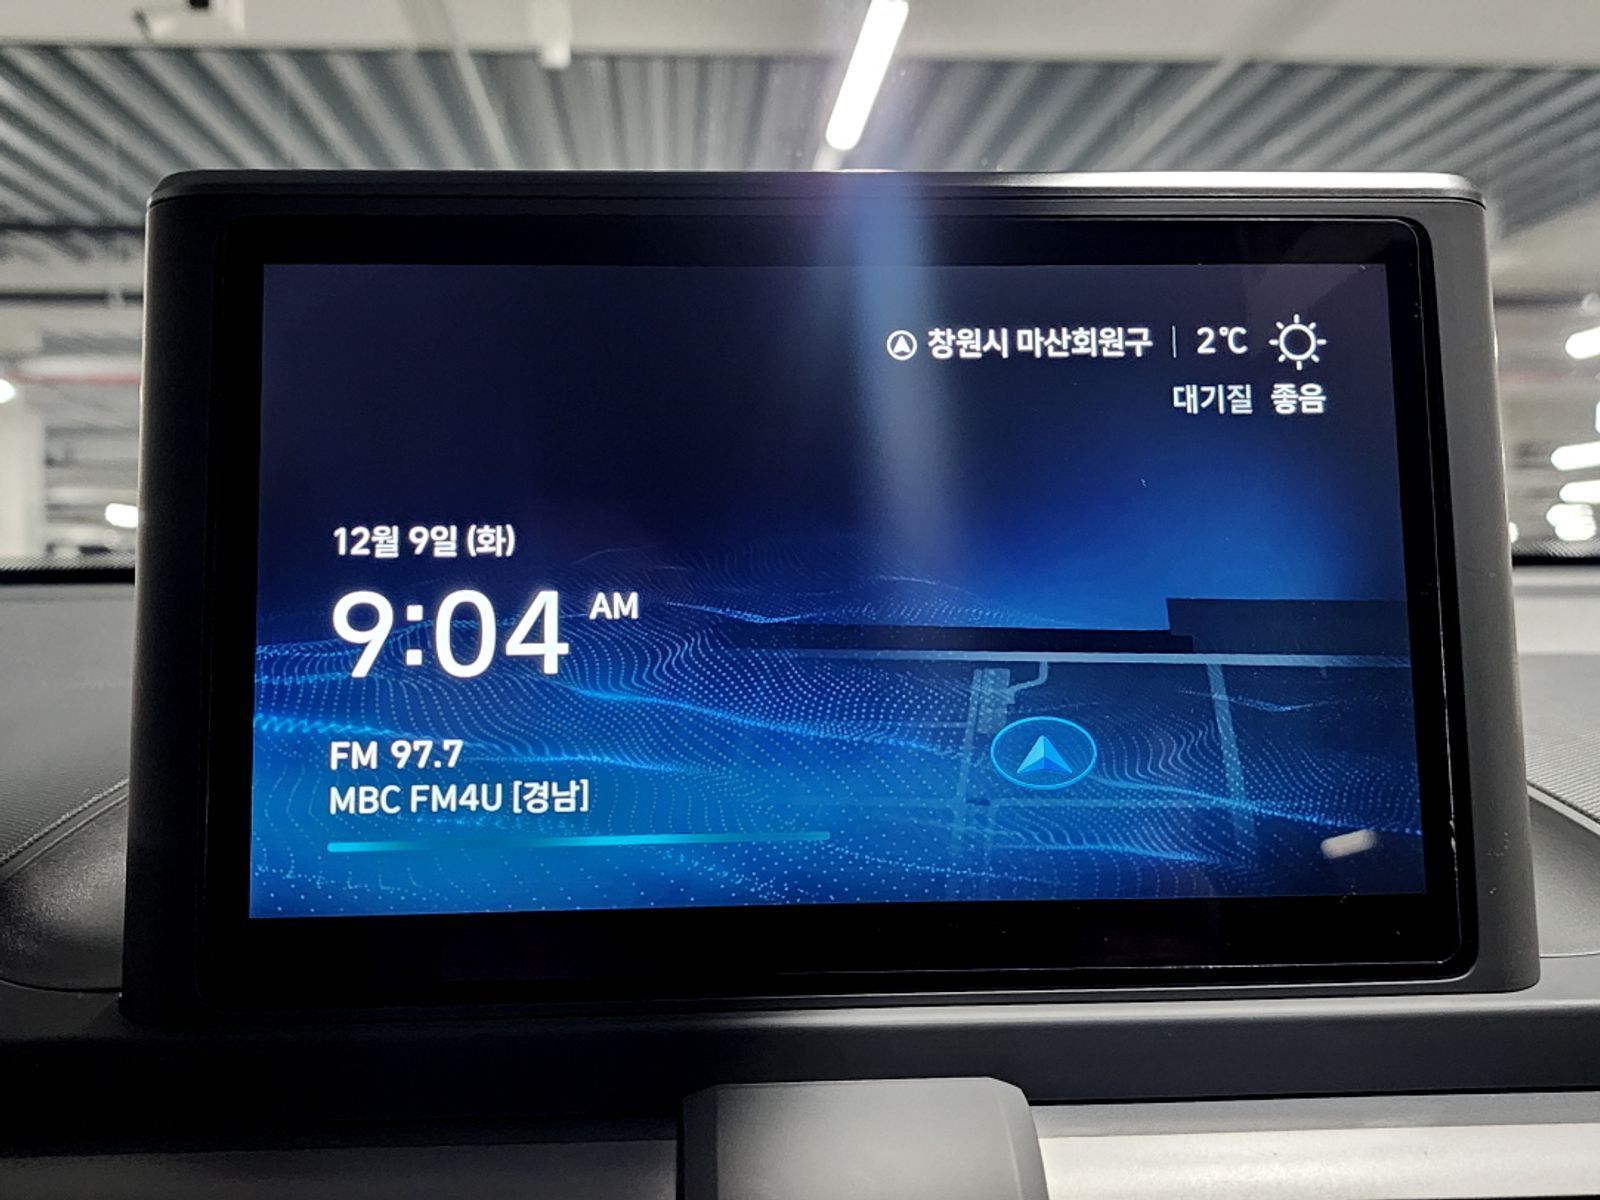 창원시 마산회원구 | 2℃
대기질 좋음
12월 9일 (화)
9:04 AM
FM 97.7
MBC FM4U [경남]